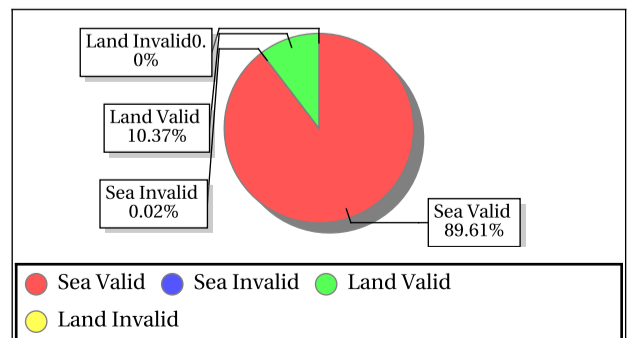 Land Invalid0.
0%
Land Valid
10.37%
Sea Invalid
0.02%
Sea Valid
89.61%
Sea Valid Sea Invalid Land Valid
Land Invalid